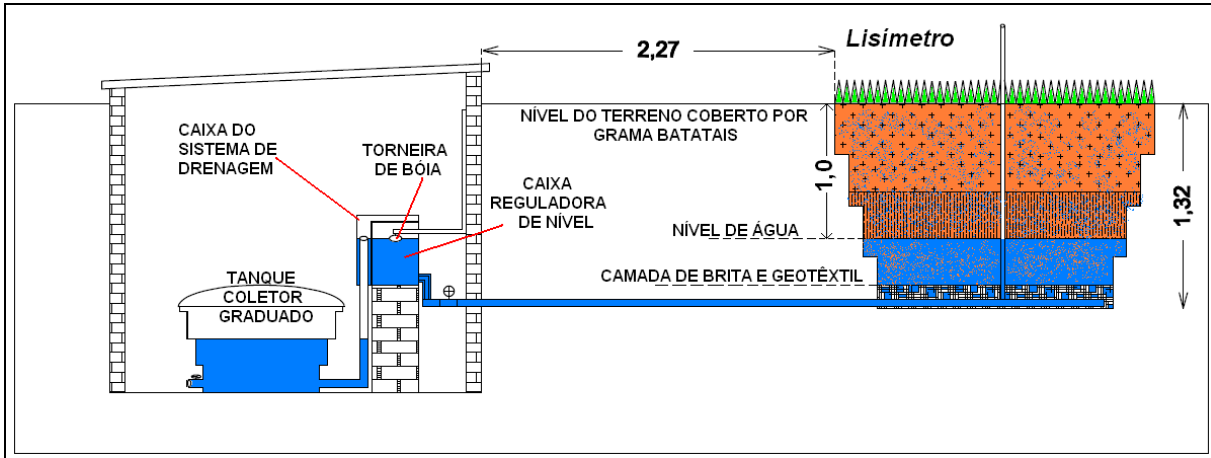 2,27
Lisímetro
NÍVEL DO TERRENO COBERTO POR
GRAMA BATATAIS
CAIXA DO
SISTEMA DE
DRENAGEM
TORNEIRA
DE BÓIA
CAIXA
REGULADORA
DE NÍVEL
1,0
1,32
NÍVEL DE ÁGUA
CAMADA DE BRITA E GEOTÊXTIL
TANQUE
COLETOR
GRADUADO